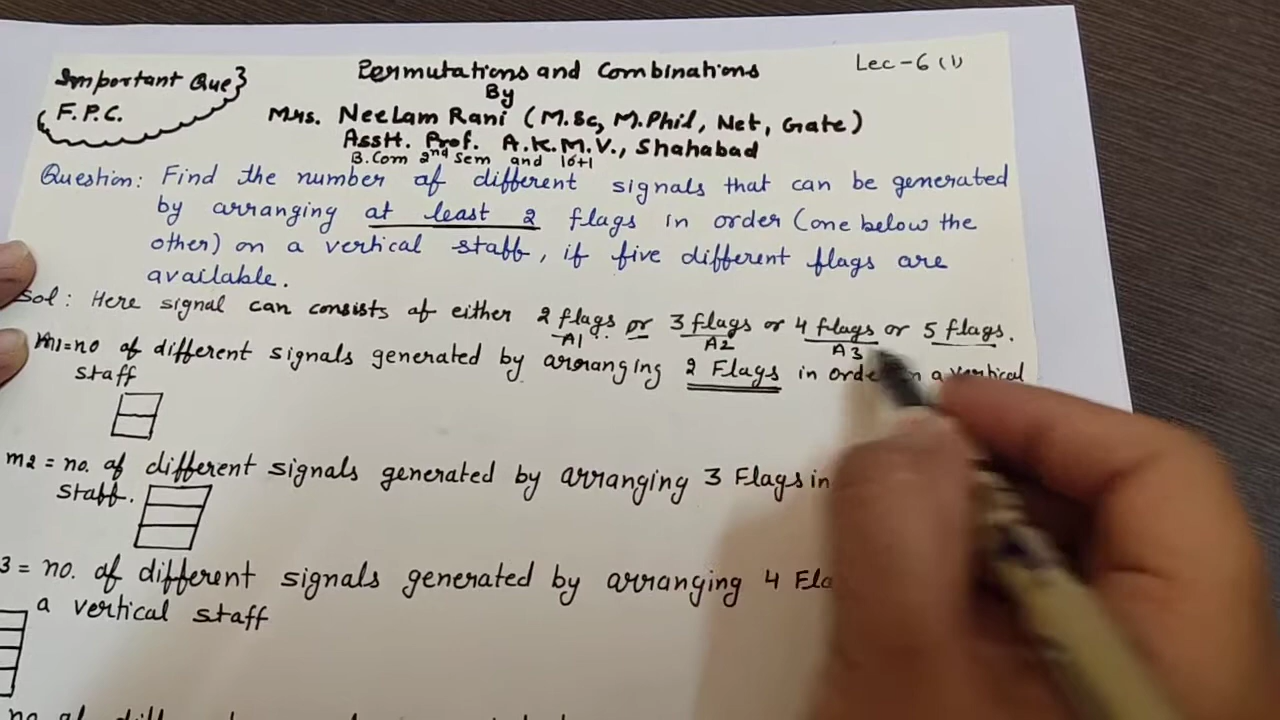 Important Que
F.P.C.
Lec-6(1)
Permutations and Combinations
By
Mrs. Neelam Rani (M.Sc, M.Phil, Net, Gate)
Asstt. Prof. A.K.M.V., Shahabad
B.Com 2nd Sem and 10+1
Question: Find the number of different signals that can be generated
by arranging at least 2 flags in order (one below the
other) on a vertical staff, if five different flags are
available.
Sol: Here signal can consists of either 2 flags or 3 flags or 4 flags or 5 flags.
A1 A2 A3
m1=no of different signals generated by arranging 2 Flags in order on a vertical
staff
m2 = no. of different signals generated by arranging 3 Flags in
staff.
3 = no. of different signals generated by arranging 4 Fla
a vertical staff